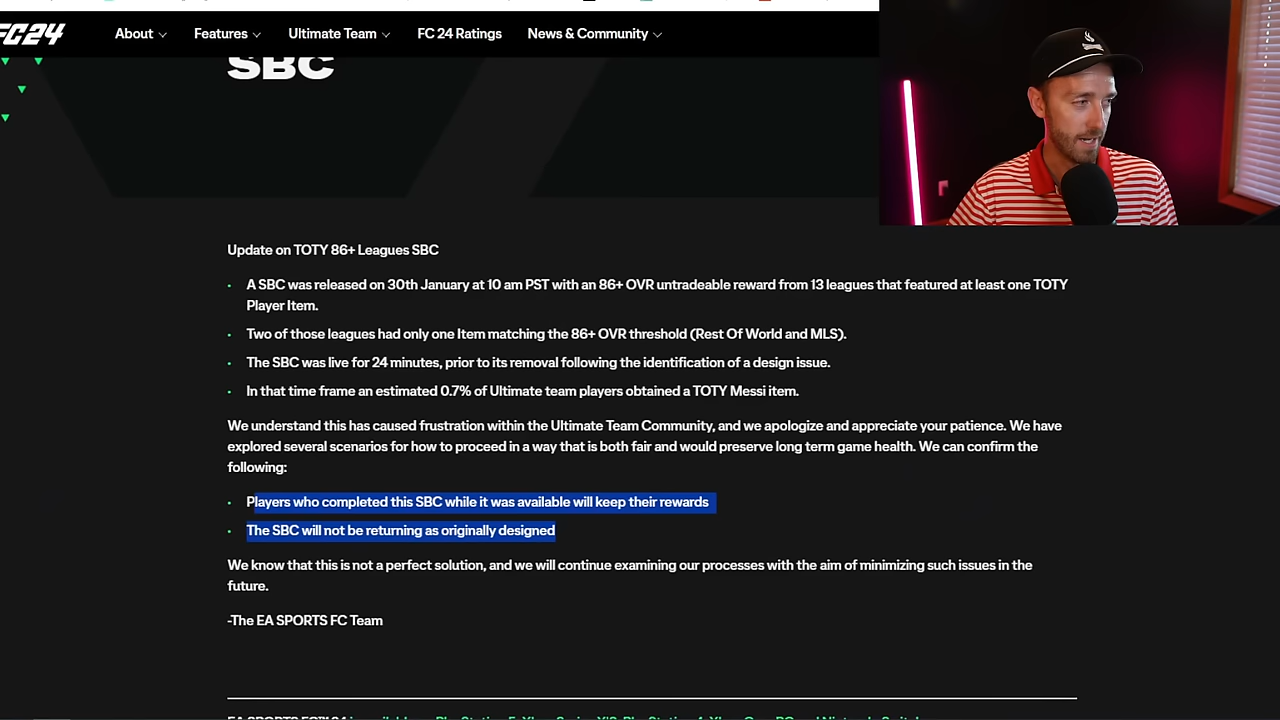 FC24
About
Features
Ultimate Team
FC 24 Ratings
News & Community
SBC
Update on TOTY 86+ Leagues SBC
• A SBC was released on 30th January at 10 am PST with an 86+ OVR untradeable reward from 13 leagues that featured at least one TOTY
Player Item.
• Two of those leagues had only one Item matching the 86+ OVR threshold (Rest Of World and MLS).
• The SBC was live for 24 minutes, prior to its removal following the identification of a design issue.
• In that time frame an estimated 0.7% of Ultimate team players obtained a TOTY Messi item.
We understand this has caused frustration within the Ultimate Team Community, and we apologize and appreciate your patience. We have
explored several scenarios for how to proceed in a way that is both fair and would preserve long term game health. We can confirm the
following:
• Players who completed this SBC while it was available will keep their rewards
• The SBC will not be returning as originally designed
We know that this is not a perfect solution, and we will continue examining our processes with the aim of minimizing such issues in the
future.
-The EA SPORTS FC Team